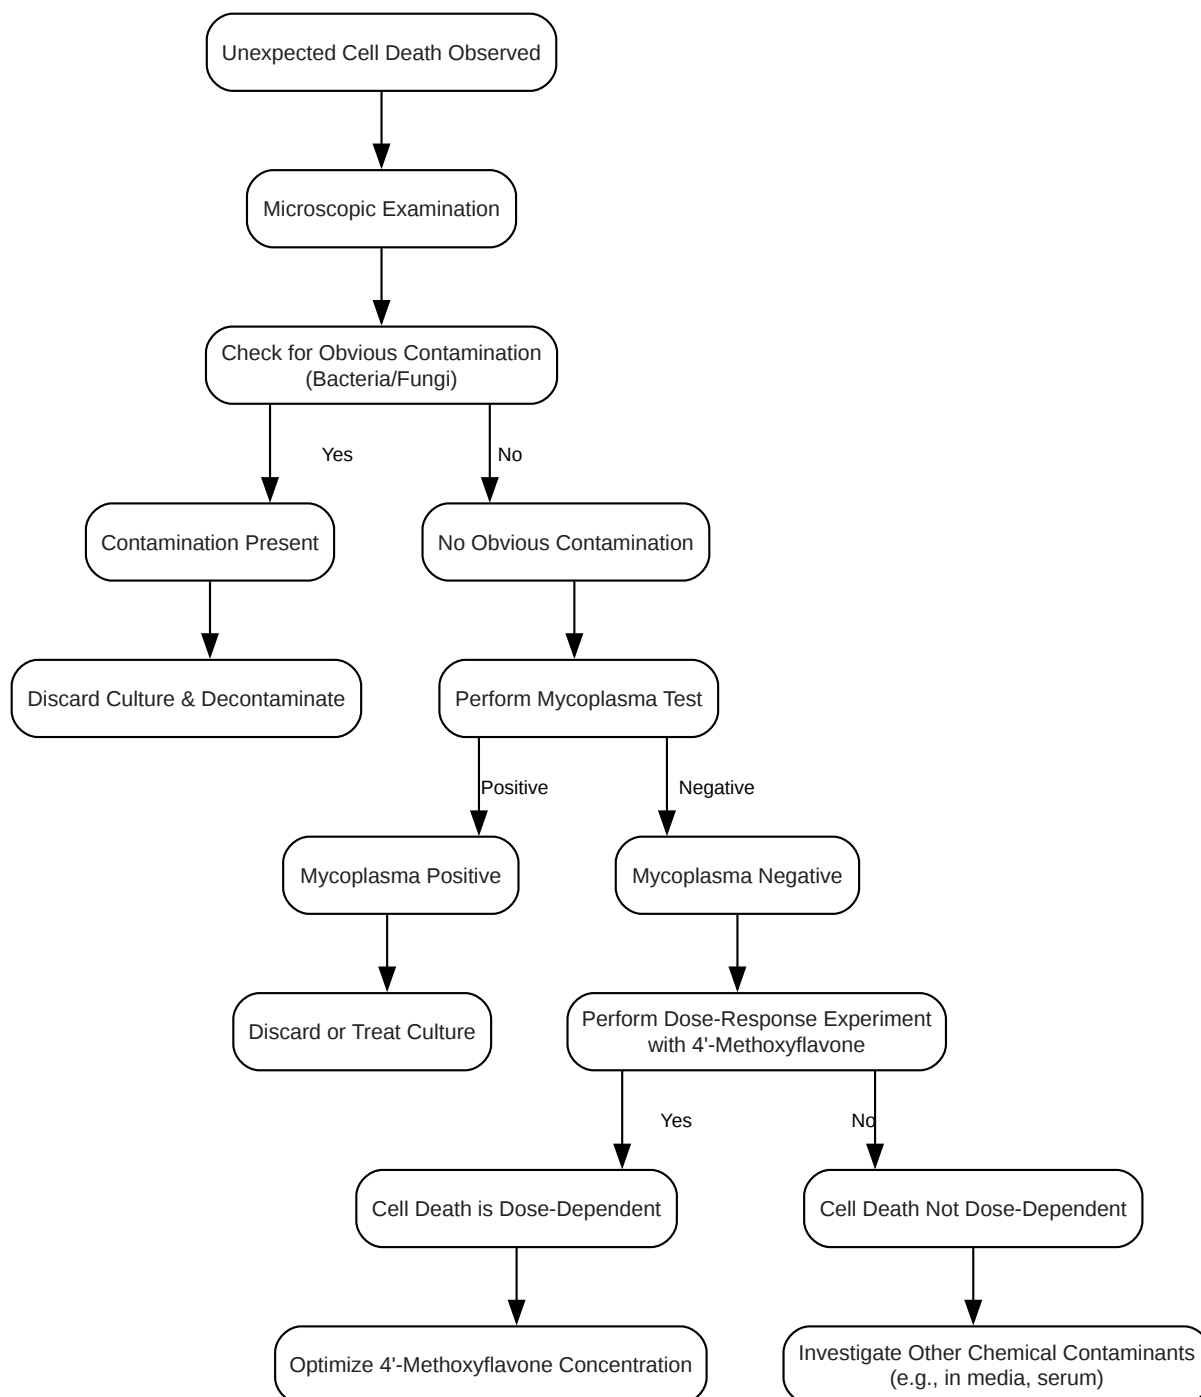 Unexpected Cell Death Observed
Microscopic Examination
Check for Obvious Contamination
(Bacteria/Fungi)
Yes
No
Contamination Present
No Obvious Contamination
Discard Culture & Decontaminate
Perform Mycoplasma Test
Positive
Negative
Mycoplasma Positive
Mycoplasma Negative
Discard or Treat Culture
Perform Dose-Response Experiment
with 4'-Methoxyflavone
Yes
No
Cell Death is Dose-Dependent
Cell Death Not Dose-Dependent
Optimize 4'-Methoxyflavone Concentration
Investigate Other Chemical Contaminants
(e.g., in media, serum)